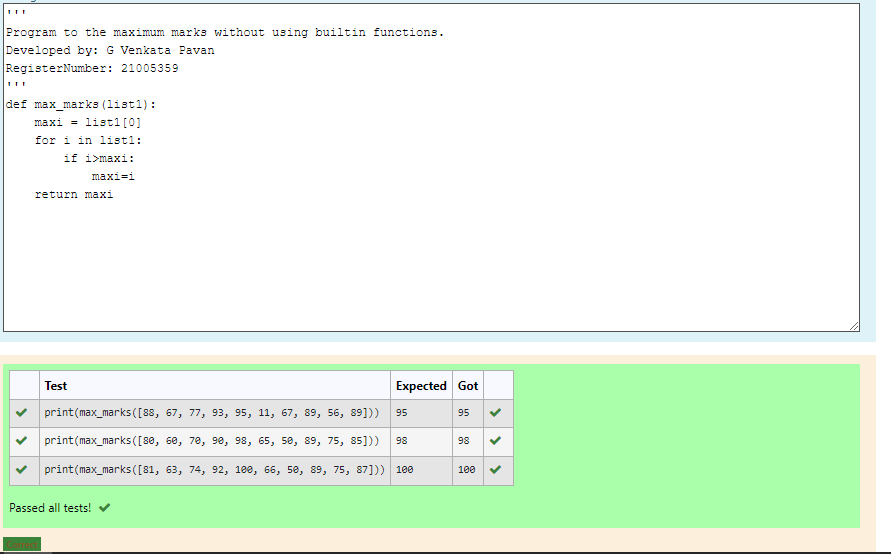 '''
Program to the maximum marks without using builtin functions.
Developed by: G Venkata Pavan
RegisterNumber: 21005359
'''
def max_marks(list1):
    maxi = list1[0]
    for i in list1:
        if i>maxi:
            maxi=i
    return maxi
Test Expected Got
print(max_marks([88, 67, 77, 93, 95, 11, 67, 89, 56, 89])) 95 95
print(max_marks([80, 60, 70, 90, 98, 65, 50, 89, 75, 85])) 98 98
print(max_marks([81, 63, 74, 92, 100, 66, 50, 89, 75, 87])) 100 100
Passed all tests!